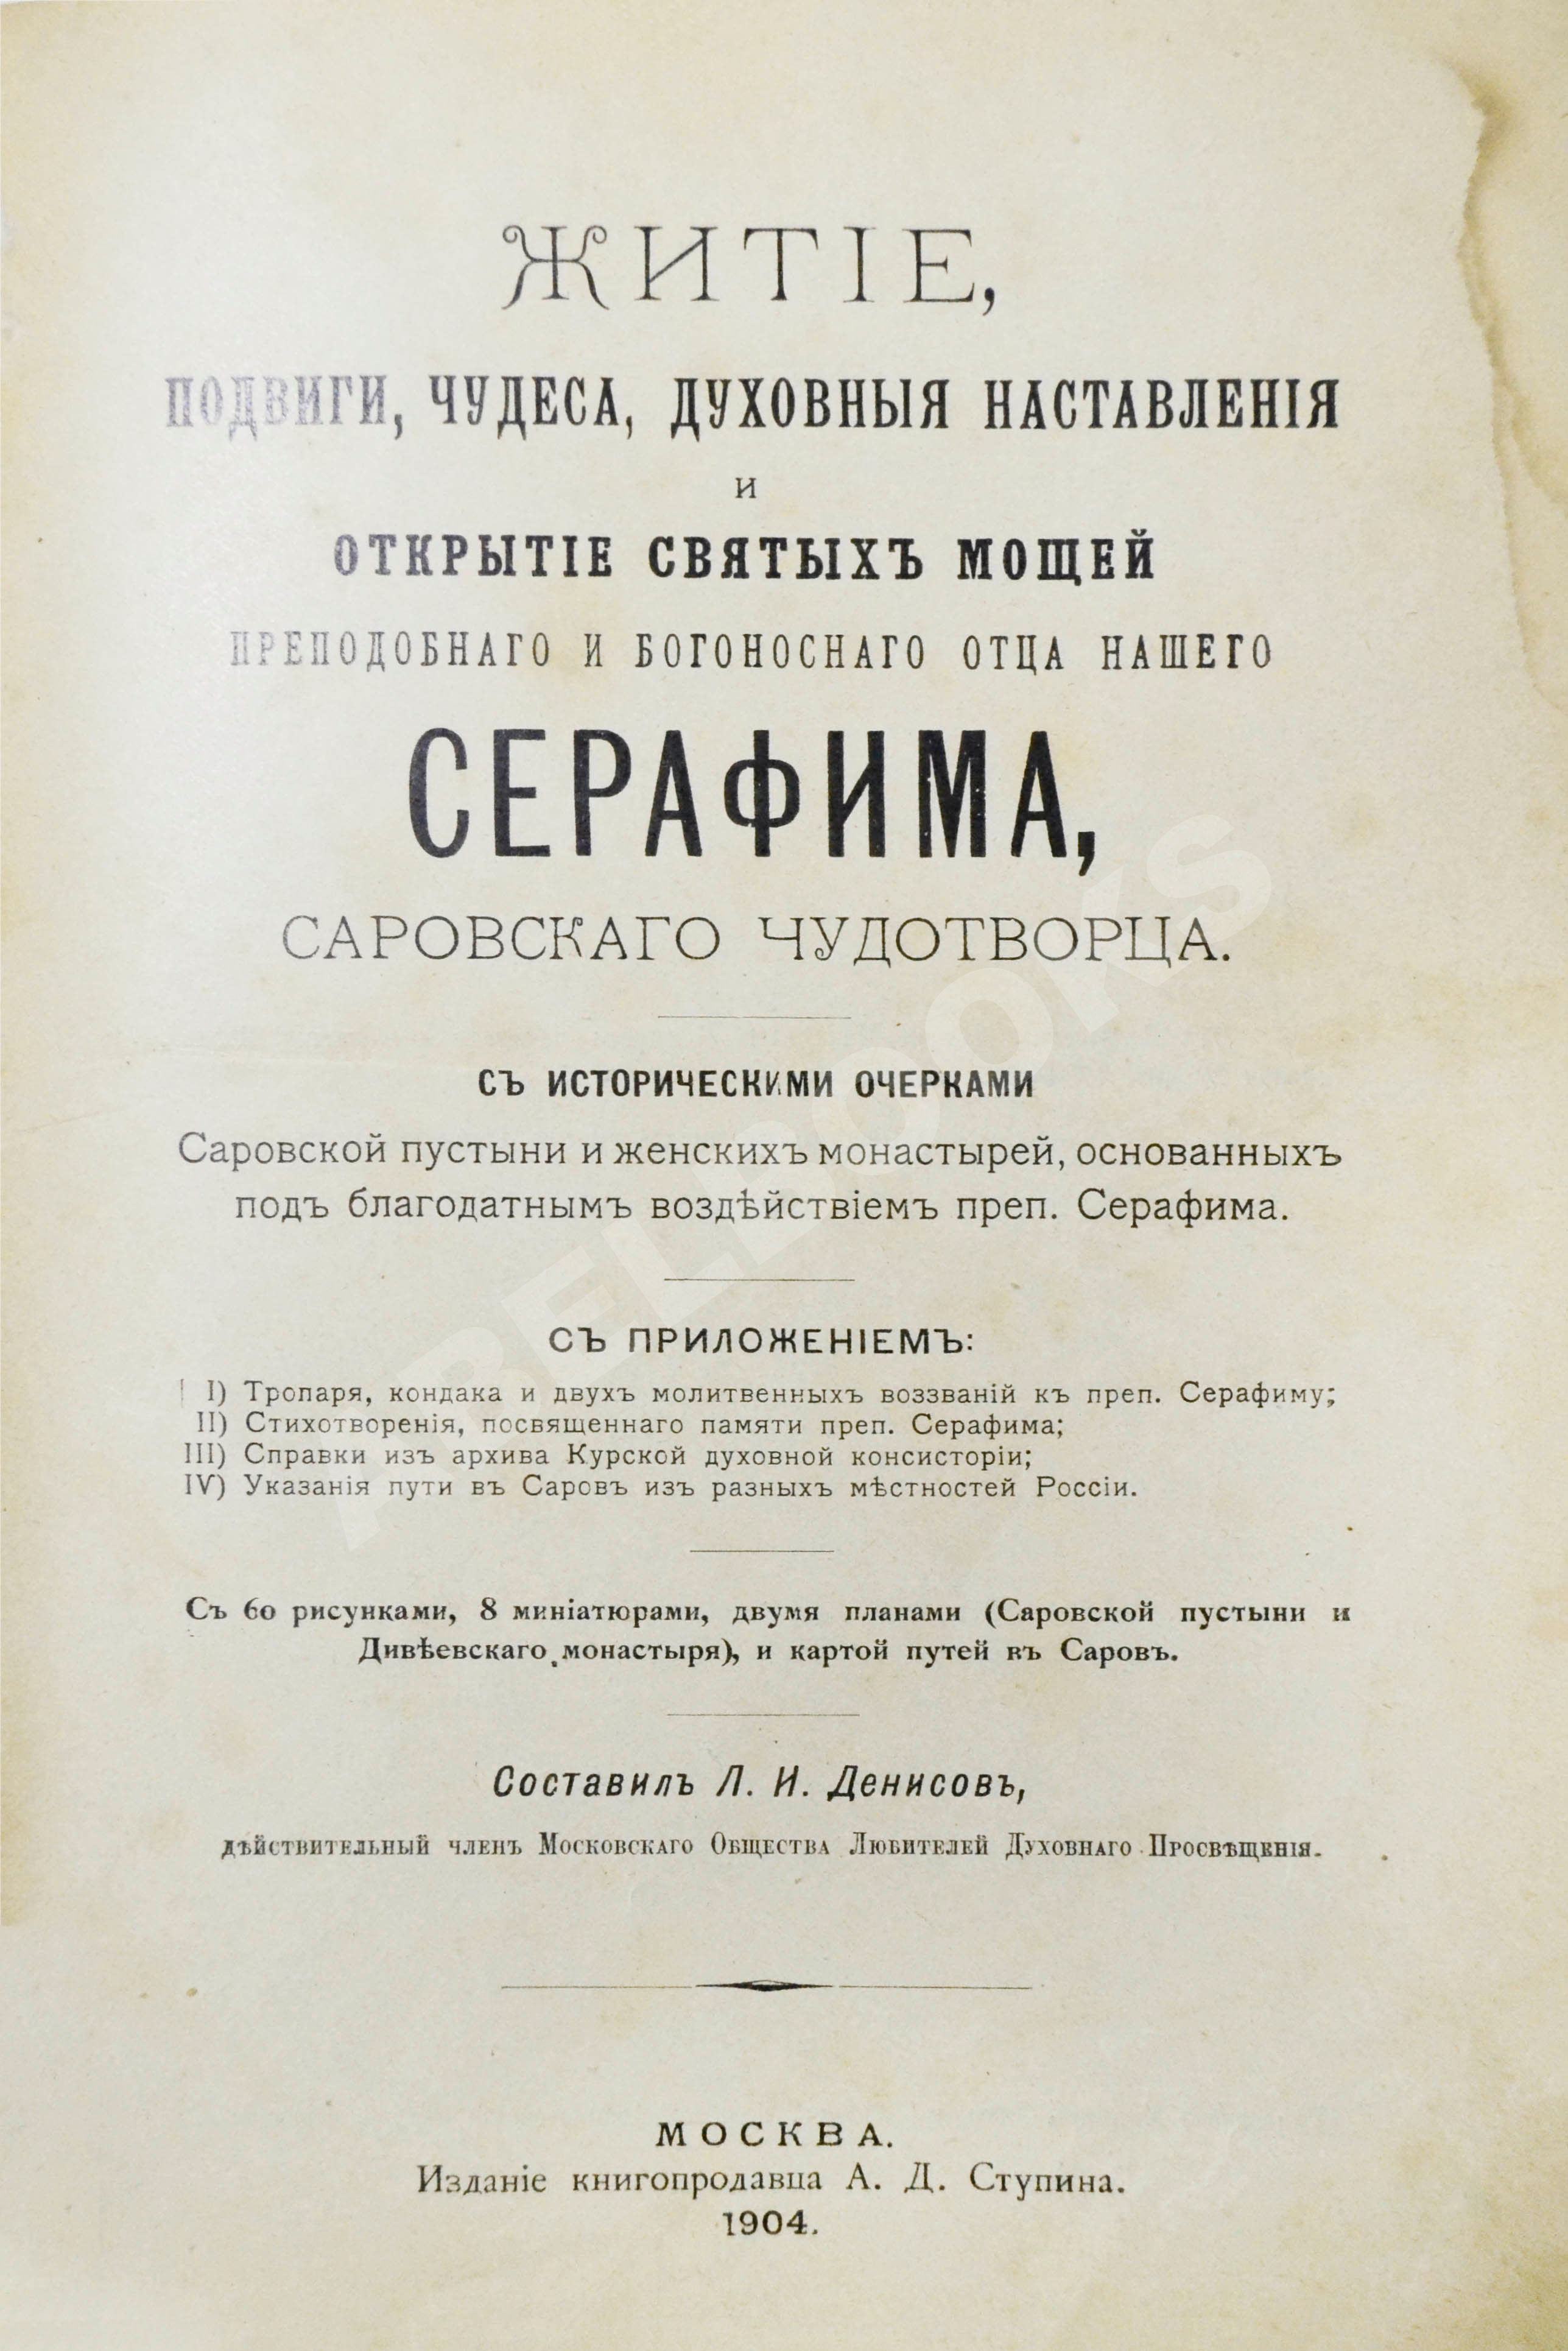 ЖИТІЕ,
ПОДВИГИ, ЧУДЕСА, ДУХОВНЫЯ НАСТАВЛЕНІЯ
И
ОТКРЫТІЕ СВЯТЫХЪ МОЩЕЙ
ПРЕПОДОБНАГО И БОГОНОСНАГО ОТЦА НАШЕГО
СЕРАФИМА,
САРОВСКАГО ЧУДОТВОРЦА.
СЪ ИСТОРИЧЕСКИМИ ОЧЕРКАМИ
Саровской пустыни и женскихъ монастырей, основанныхъ
подъ благодатнымъ воздѣйствіемъ преп. Серафима.
СЪ ПРИЛОЖЕНІЕМЪ:
I) Тропаря, кондака и двухъ молитвенныхъ воззваній къ преп. Серафиму;
II) Стихотворенія, посвященнаго памяти преп. Серафима;
III) Справки изъ архива Курской духовной консисторіи;
IV) Указанія пути въ Саровъ изъ разныхъ мѣстностей Россіи.
Съ 60 рисунками, 8 миніатюрами, двумя планами (Саровской пустыни и
Дивѣевскаго монастыря), и картой путей въ Саровъ.
Составилъ Л. И. Денисовъ,
дѣйствительный членъ Московскаго Общества Любителей Духовнаго Просвѣщенія.
МОСКВА.
Изданіе книгопродавца А. Д. Ступина.
1904.
ABELBOOKS